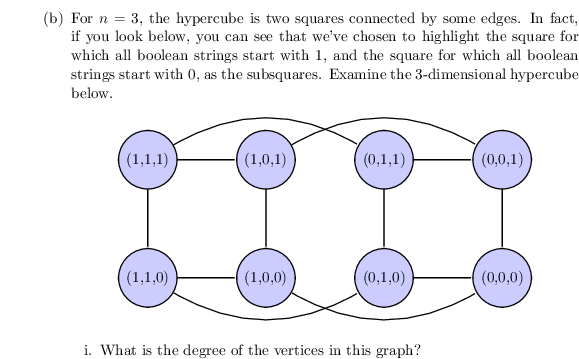 (b) For n = 3, the hypercube is two squares connected by some edges. In fact,
if you look below, you can see that we've chosen to highlight the square for
which all boolean strings start with 1, and the square for which all boolean
strings start with 0, as the subsquares. Examine the 3-dimensional hypercube
below.
(1,1,1) (1,0,1) (0,1,1) (0,0,1)
(1,1,0) (1,0,0) (0,1,0) (0,0,0)
i. What is the degree of the vertices in this graph?